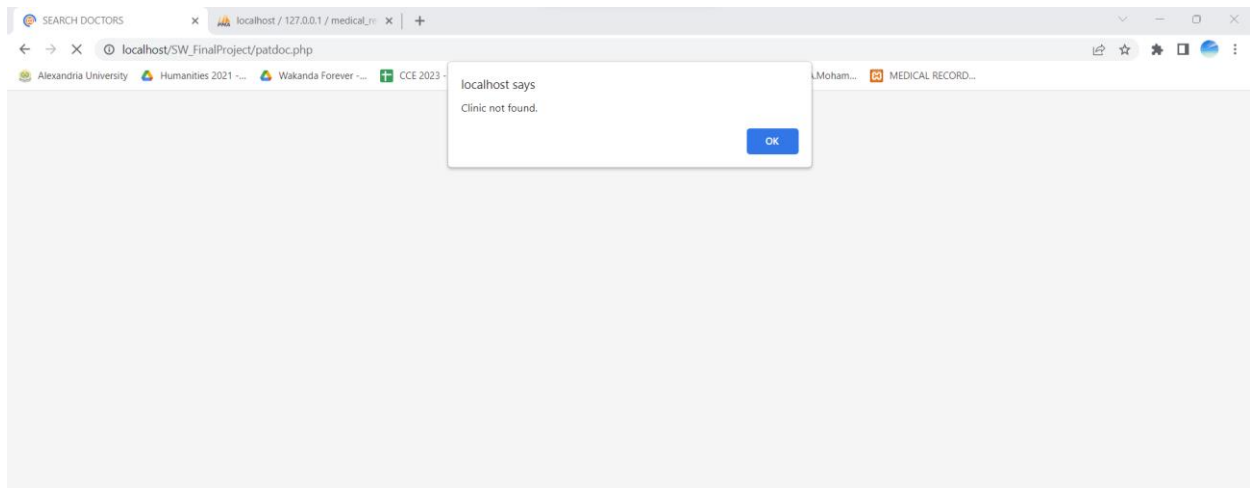 SEARCH DOCTORS
localhost / 127.0.0.1 / medical_re
localhost/SW_FinalProject/patdoc.php
Alexandria University
Humanities 2021 -...
Wakanda Forever -...
CCE 2023 -
.Moham...
MEDICAL RECORD...
localhost says
Clinic not found.
OK